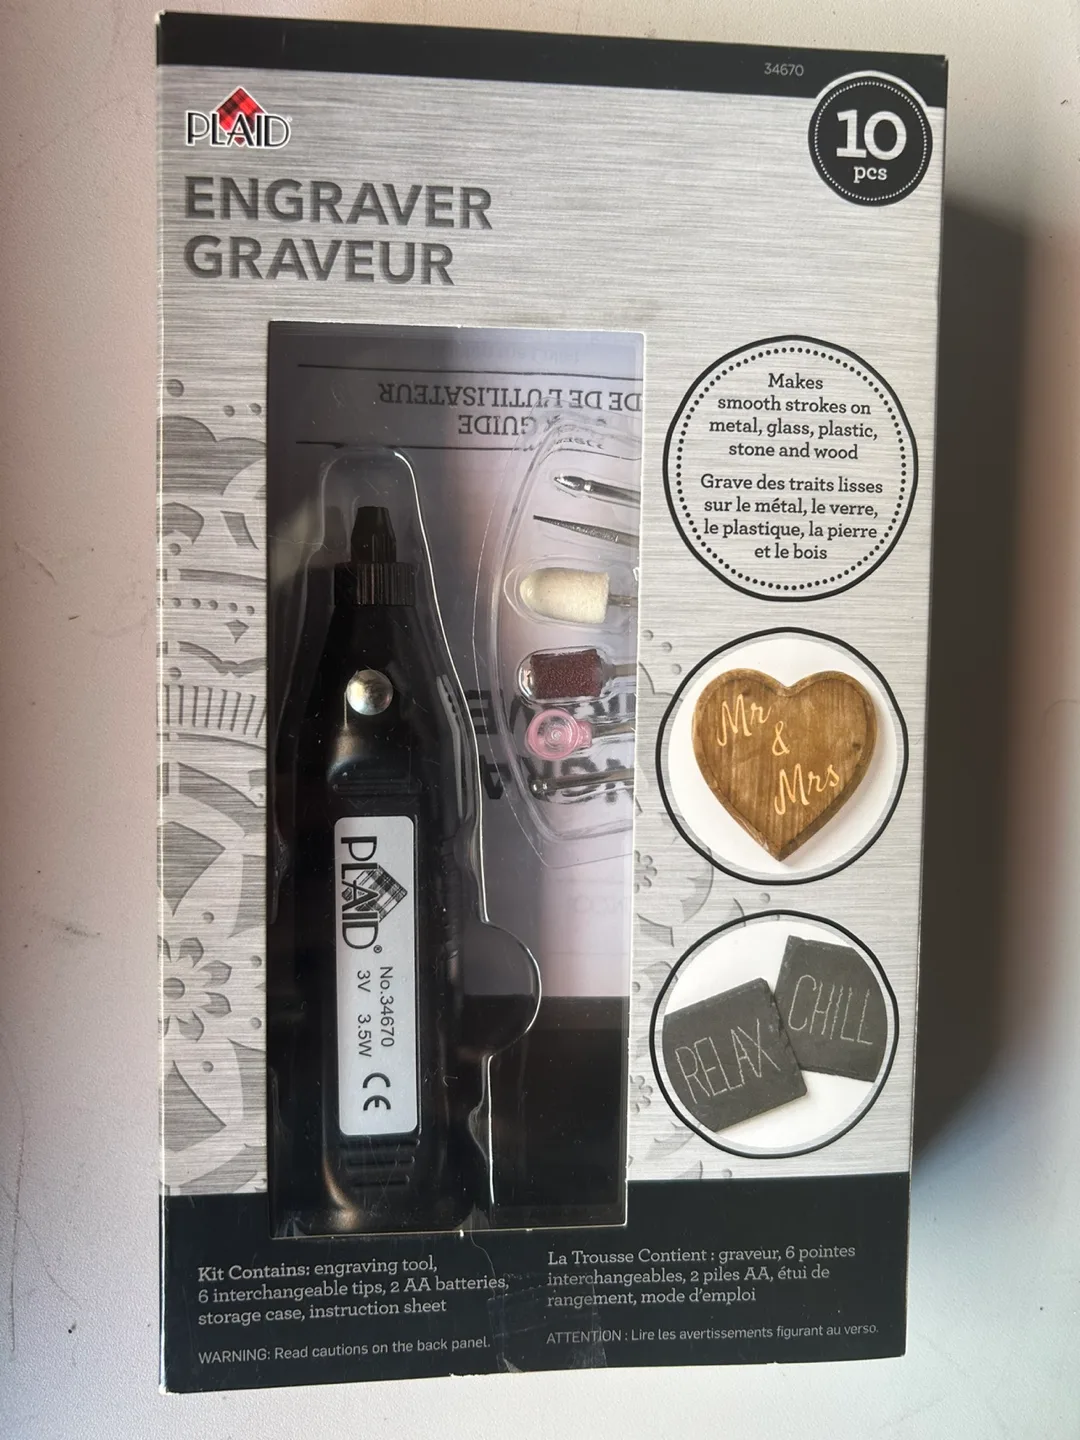 34670
PLAID
10
pcs
ENGRAVER
GRAVEUR
DE DE L'UTILISATEUR
GUIDE
Makes
smooth strokes on
metal, glass, plastic,
stone and wood
Grave des traits lisses
sur le métal, le verre,
le plastique, la pierre
et le bois
Mr
&
Mrs
PLAID®
No.34670
3V 3.5W
CE
CHILL
RELAX
Kit Contains: engraving tool,
6 interchangeable tips, 2 AA batteries,
storage case, instruction sheet
WARNING: Read cautions on the back panel.
La Trousse Contient : graveur, 6 pointes
interchangeables, 2 piles AA, étui de
rangement, mode d'emploi
ATTENTION : Lire les avertissements figurant au verso.